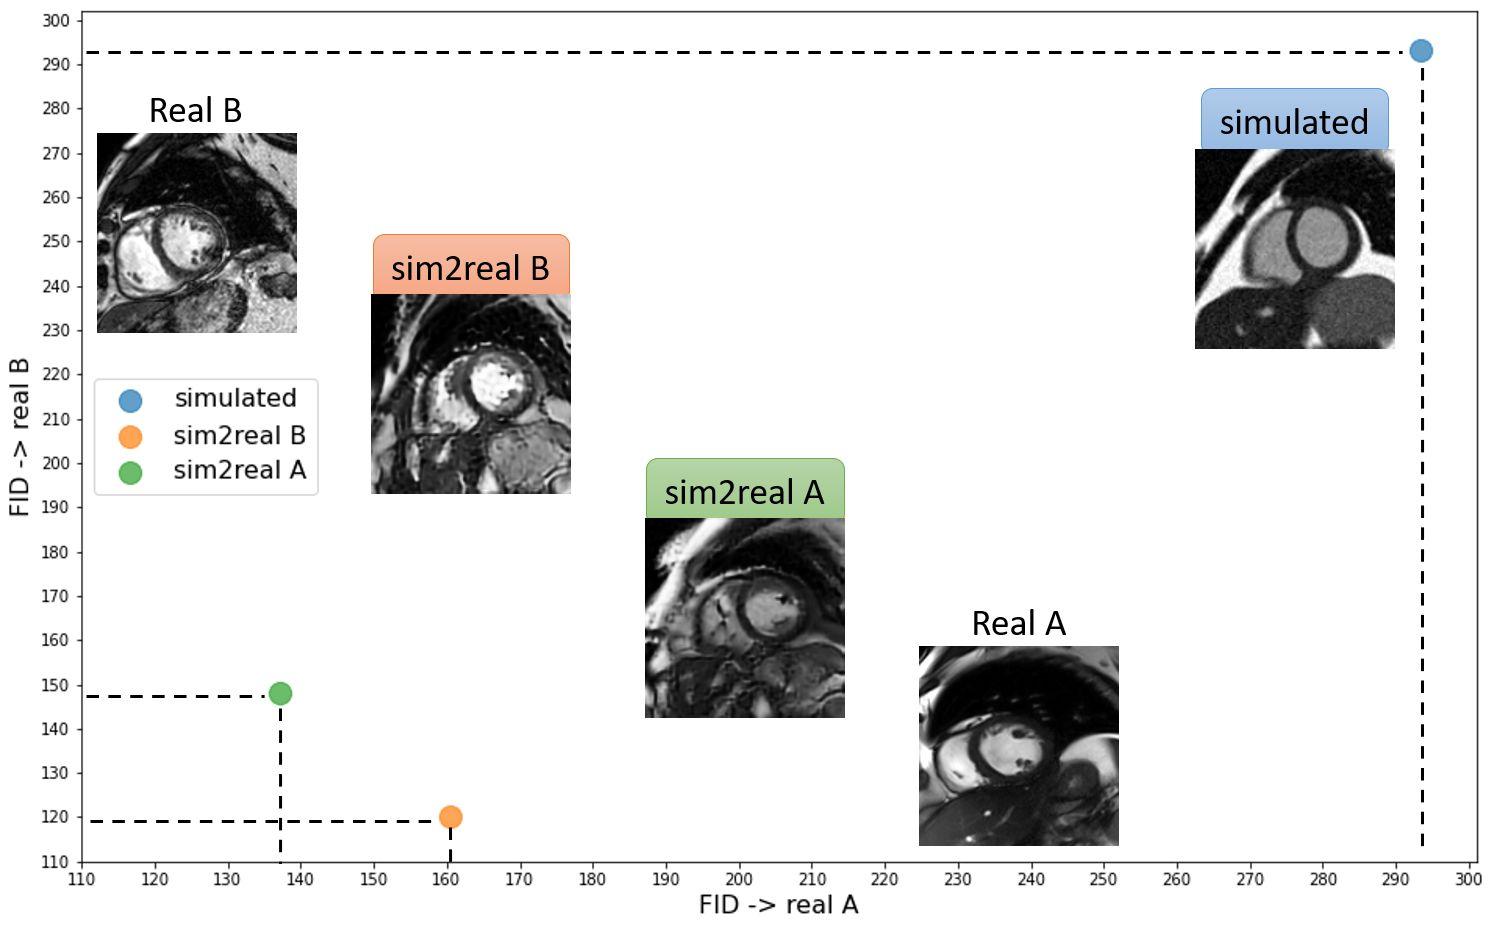 300
290
280
270
260
250
240
230
220
210
200
190
180
170
160
150
140
130
120
110
FID -> real B
Real B
simulated
sim2real B
simulated
sim2real B
sim2real A
sim2real A
Real A
110 120 130 140 150 160 170 180 190 200 210 220 230 240 250 260 270 280 290 300
FID -> real A